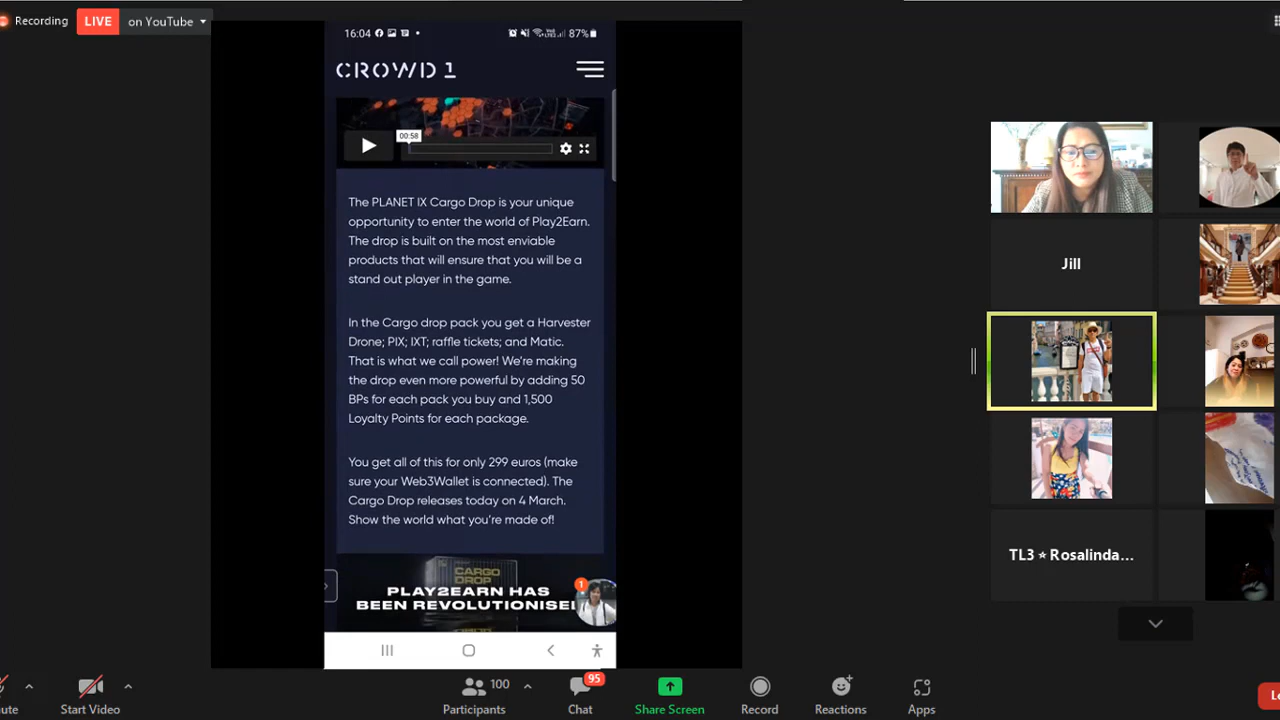 Recording
LIVE on YouTube
16:04
87%
CROWD 1
00:58
The PLANET IX Cargo Drop is your unique
opportunity to enter the world of Play2Earn.
The drop is built on the most enviable
products that will ensure that you will be a
stand out player in the game.
In the Cargo drop pack you get a Harvester
Drone; PIX; IXT; raffle tickets; and Matic.
That is what we call power! We're making
the drop even more powerful by adding 50
BPs for each pack you buy and 1,500
Loyalty Points for each package.
You get all of this for only 299 euros (make
sure your Web3Wallet is connected). The
Cargo Drop releases today on 4 March.
Show the world what you're made of!
CARGO
DROP
PLAY2EARN HAS
BEEN REVOLUTIONISE
1
Jill
TL3 ★ Rosalinda...
ute
Start Video
100
Participants
95
Chat
Share Screen
Record
Reactions
Apps